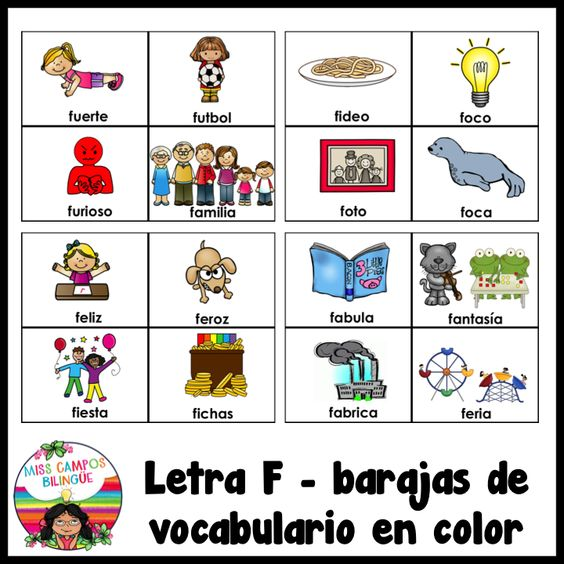 fuerte
futbol
fideo
foco
furioso
familia
foto
foca
feliz
feroz
fabula
fantasía
fiesta
fichas
fabrica
feria
MISS CAMPOS
BILINGÜE
Letra F - barajas de
vocabulario en color